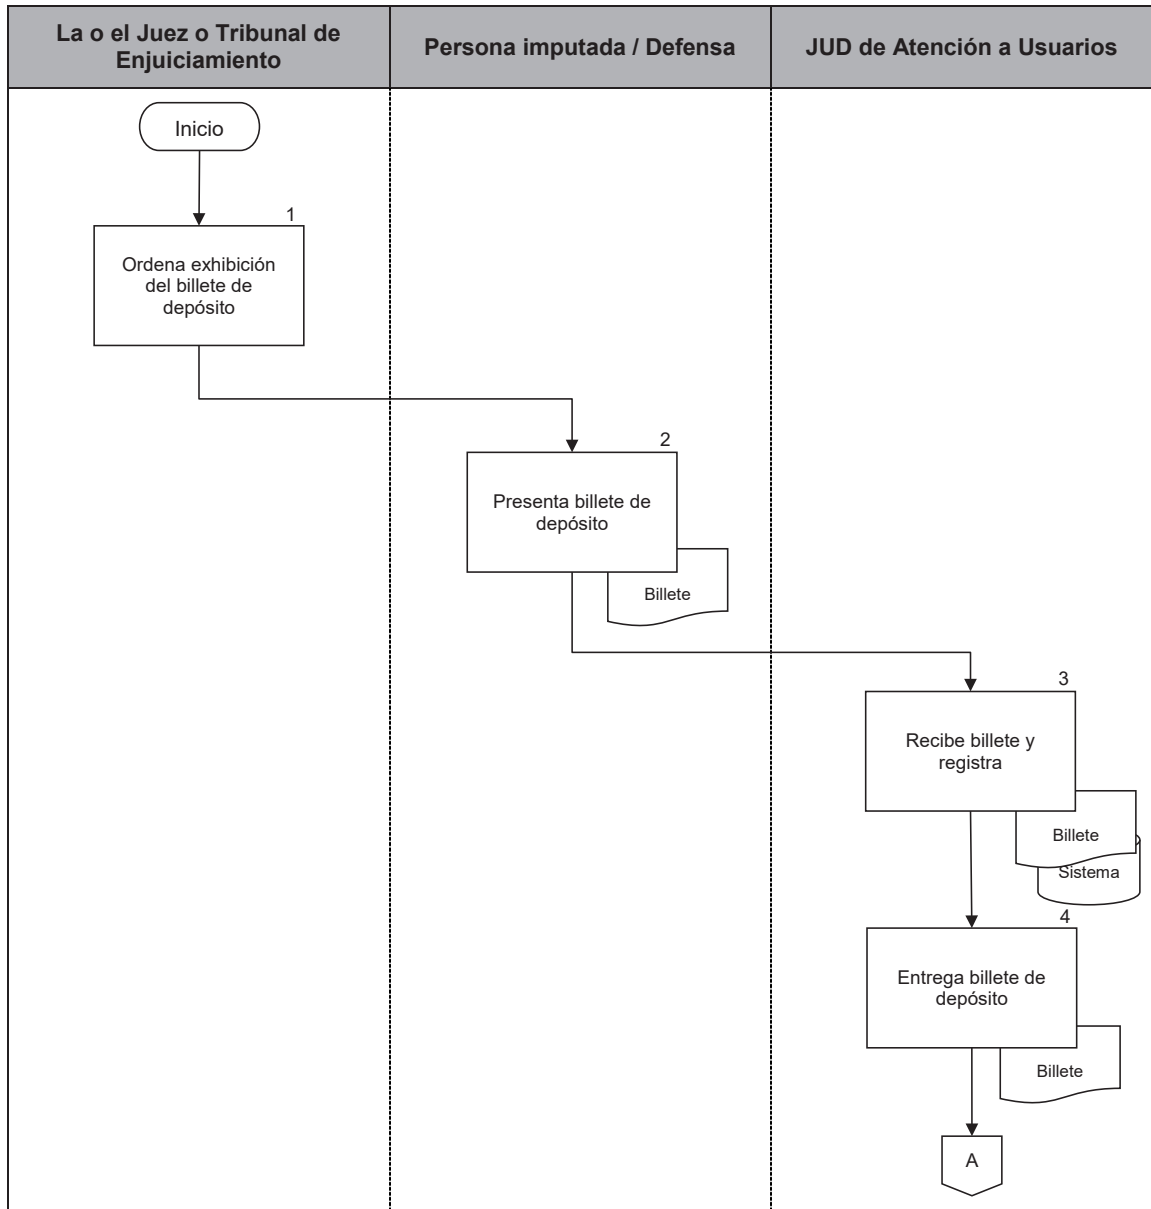 La o el Juez o Tribunal de
Enjuiciamiento
Persona imputada / Defensa
JUD de Atención a Usuarios
Inicio
1
Ordena exhibición
del billete de
depósito
2
Presenta billete de
depósito
Billete
3
Recibe billete y
registra
Billete
Sistema
4
Entrega billete de
depósito
Billete
A